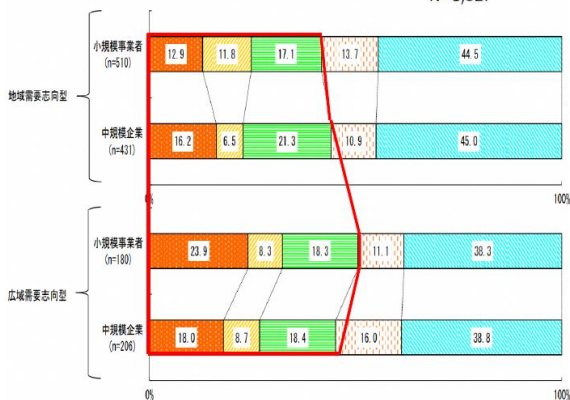 小規模事業者
(n=510)
12.9 11.8 17.1 13.7 44.5
地域需要志向型
中規模企業
(n=431)
16.2 6.5 21.3 10.9 45.0
0% 100%
小規模事業者
(n=180)
23.9 8.3 18.3 11.1 38.3
広域需要志向型
中規模企業
(n=206)
18.0 8.7 18.4 16.0 38.8
0% 100%